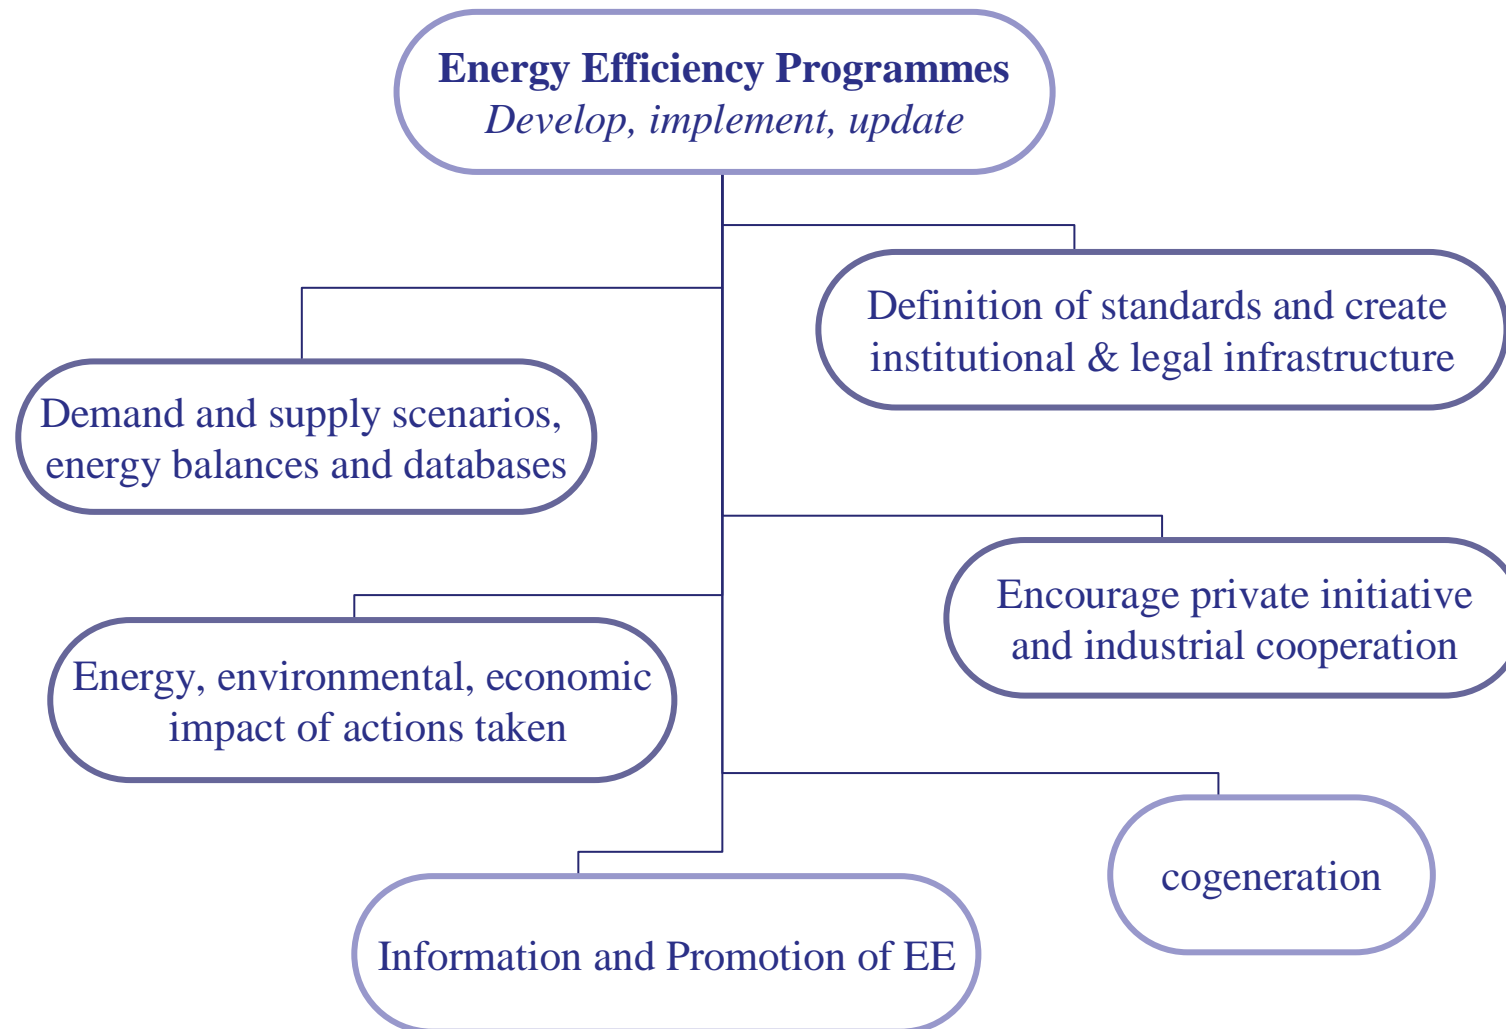 Energy Efficiency Programmes
Develop, implement, update
Definition of standards and create
institutional & legal infrastructure
Demand and supply scenarios,
energy balances and databases
Encourage private initiative
and industrial cooperation
Energy, environmental, economic
impact of actions taken
cogeneration
Information and Promotion of EE